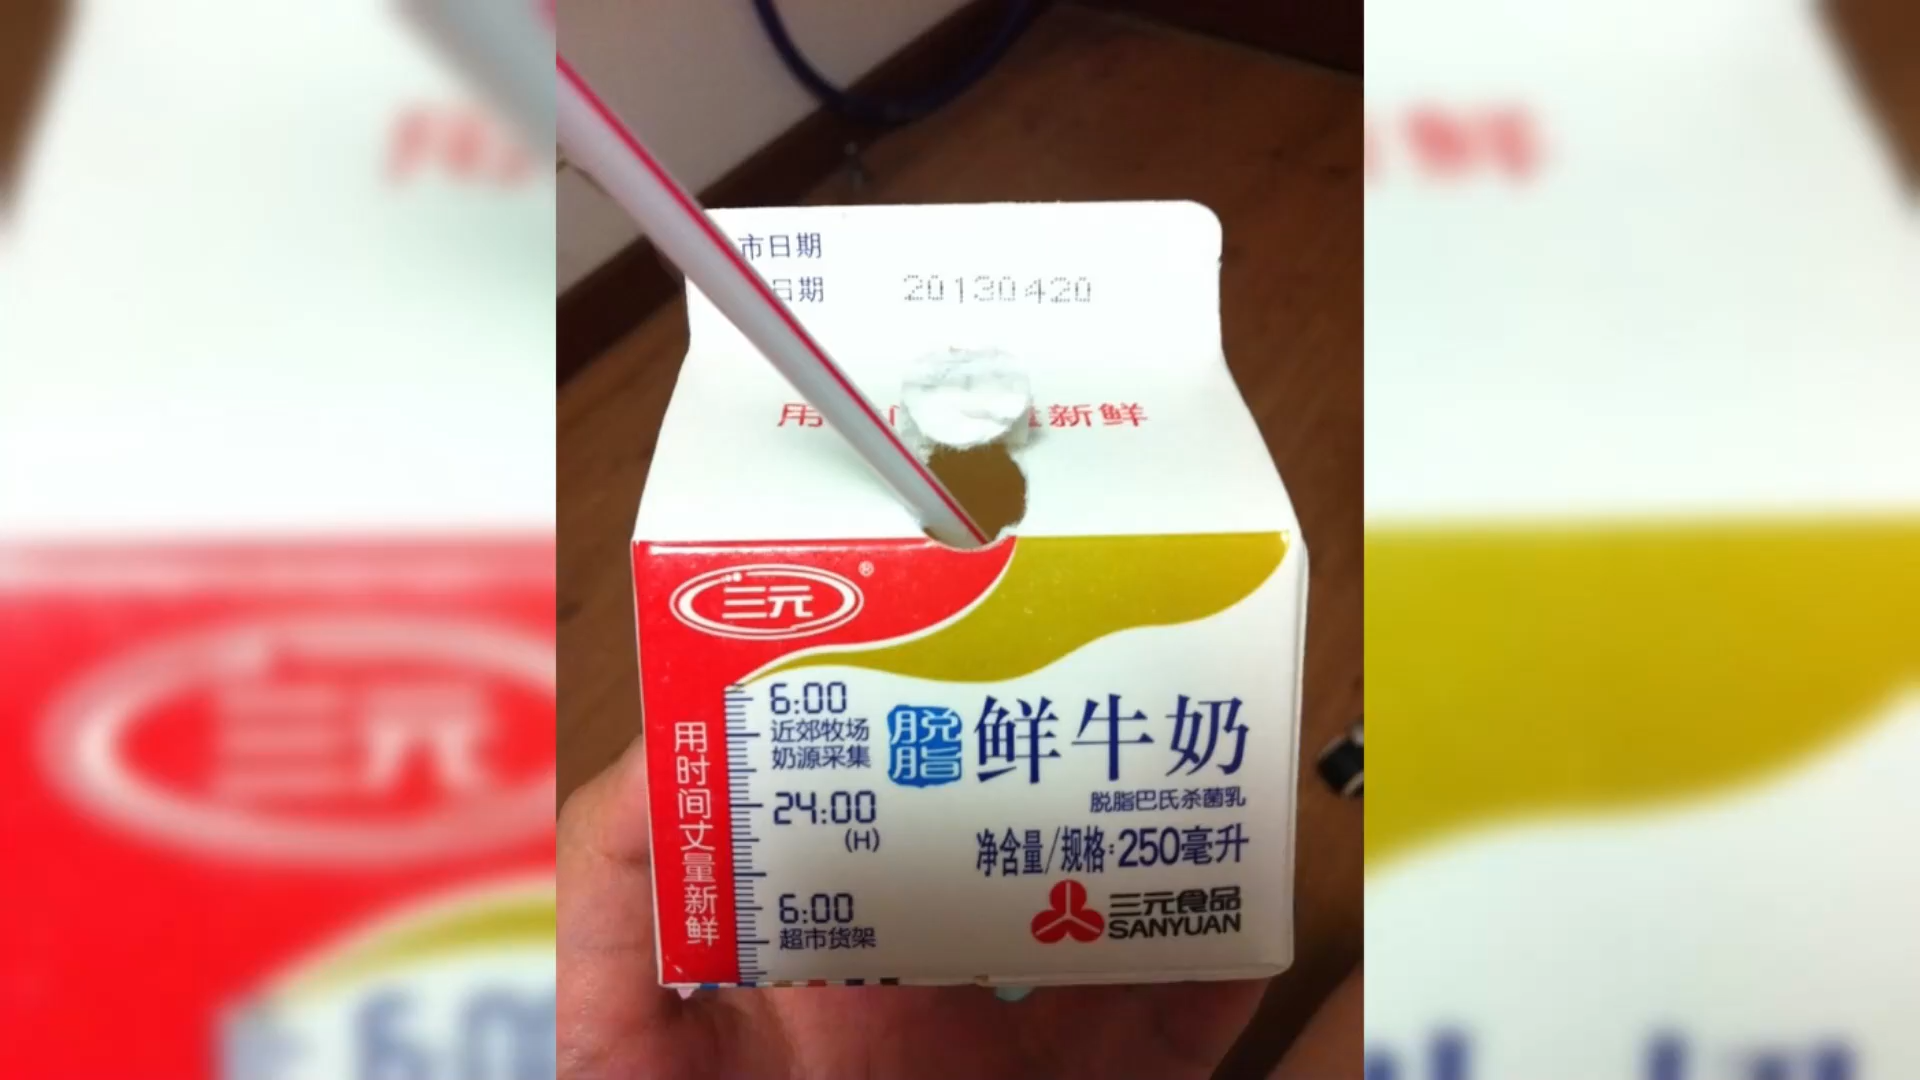 市日期
日期 20130420
用 量新鲜
三元®
6:00
近郊牧场
奶源采集
脱脂 鲜牛奶
脱脂巴氏杀菌乳
24:00
(H)
净含量/规格:250毫升
6:00
超市货架
三元食品
SANYUAN
用时间丈量新鲜